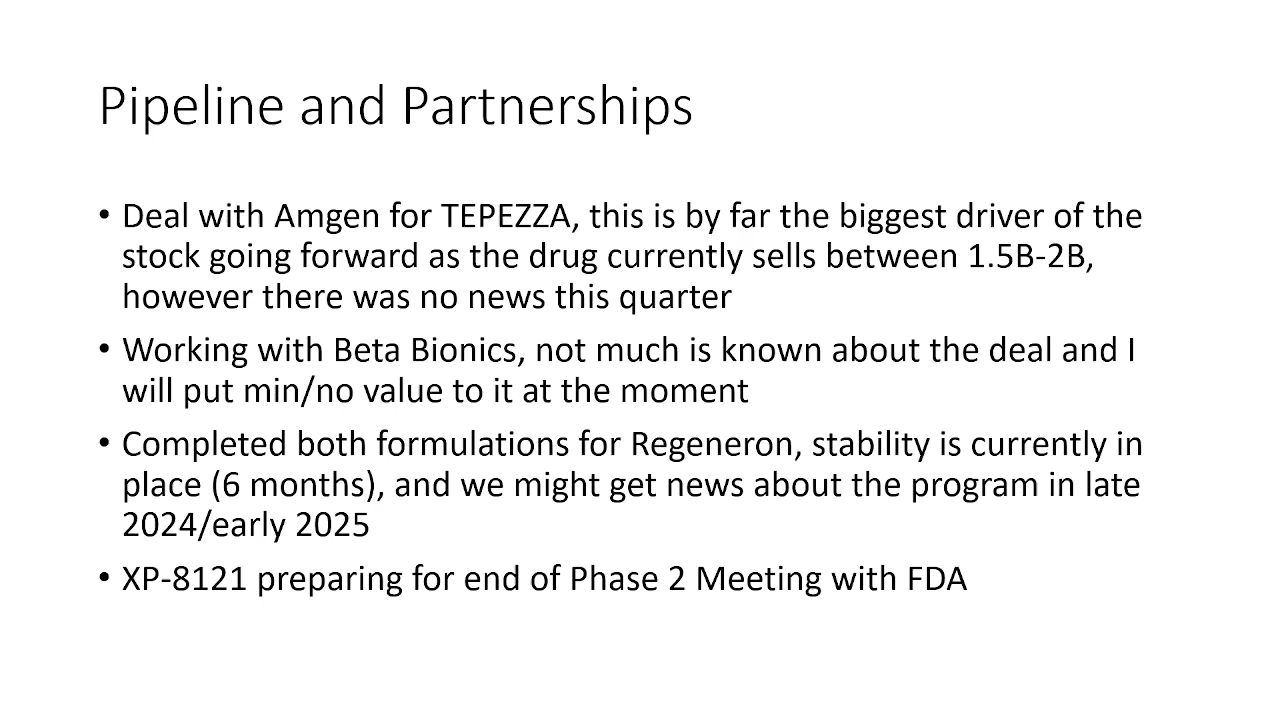 Pipeline and Partnerships
• Deal with Amgen for TEPEZZA, this is by far the biggest driver of the
stock going forward as the drug currently sells between 1.5B-2B,
however there was no news this quarter
• Working with Beta Bionics, not much is known about the deal and I
will put min/no value to it at the moment
• Completed both formulations for Regeneron, stability is currently in
place (6 months), and we might get news about the program in late
2024/early 2025
• XP-8121 preparing for end of Phase 2 Meeting with FDA